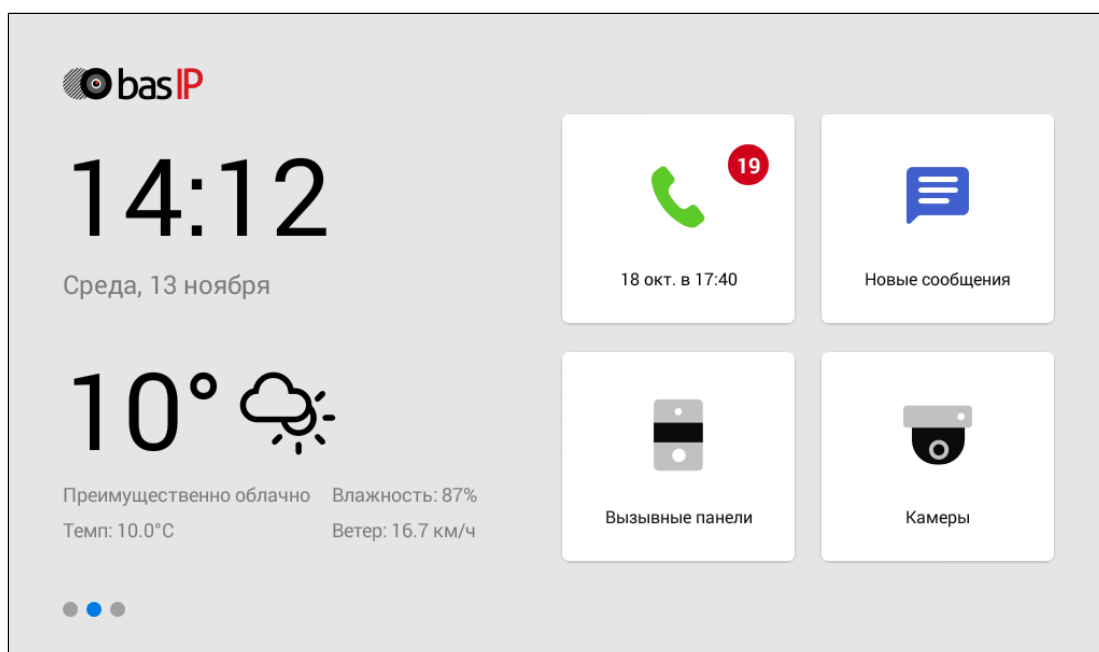 bas IP
14:12
Среда, 13 ноября
10°
Преимущественно облачно Влажность: 87%
Темп: 10.0°C Ветер: 16.7 км/ч
19
18 окт. в 17:40
Новые сообщения
Вызывные панели
Камеры